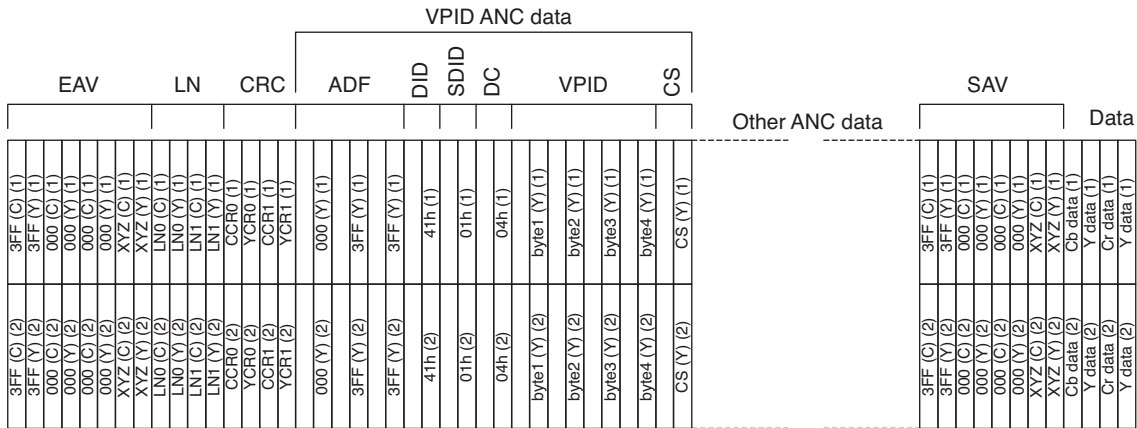 VPID ANC data
EAV LN CRC ADF DID SDID DC VPID CS SAV
Other ANC data Data
3FF (C) (1)
3FF (Y) (1)
000 (C) (1)
000 (Y) (1)
000 (C) (1)
000 (Y) (1)
XYZ (C) (1)
XYZ (Y) (1)
LN0 (C) (1)
LN0 (Y) (1)
LN1 (C) (1)
LN1 (Y) (1)
CCR0 (1)
YCR0 (1)
CCR1 (1)
YCR1 (1)
000 (Y) (1)
3FF (Y) (1)
3FF (Y) (1)
41h (1)
01h (1)
04h (1)
byte1 (Y) (1)
byte2 (Y) (1)
byte3 (Y) (1)
byte4 (Y) (1)
CS (Y) (1)
3FF (C) (1)
3FF (Y) (1)
000 (C) (1)
000 (Y) (1)
000 (C) (1)
000 (Y) (1)
XYZ (C) (1)
XYZ (Y) (1)
Cb data (1)
Y data (1)
Cr data (1)
Y data (1)
3FF (C) (2)
3FF (Y) (2)
000 (C) (2)
000 (Y) (2)
000 (C) (2)
000 (Y) (2)
XYZ (C) (2)
XYZ (Y) (2)
LN0 (C) (2)
LN0 (Y) (2)
LN1 (C) (2)
LN1 (Y) (2)
CCR0 (2)
YCR0 (2)
CCR1 (2)
YCR1 (2)
000 (Y) (2)
3FF (Y) (2)
3FF (Y) (2)
41h (2)
01h (2)
04h (2)
byte1 (Y) (2)
byte2 (Y) (2)
byte3 (Y) (2)
byte4 (Y) (2)
CS (Y) (2)
3FF (C) (2)
3FF (Y) (2)
000 (C) (2)
000 (Y) (2)
000 (C) (2)
000 (Y) (2)
XYZ (C) (2)
XYZ (Y) (2)
Cb data (2)
Y data (2)
Cr data (2)
Y data (2)